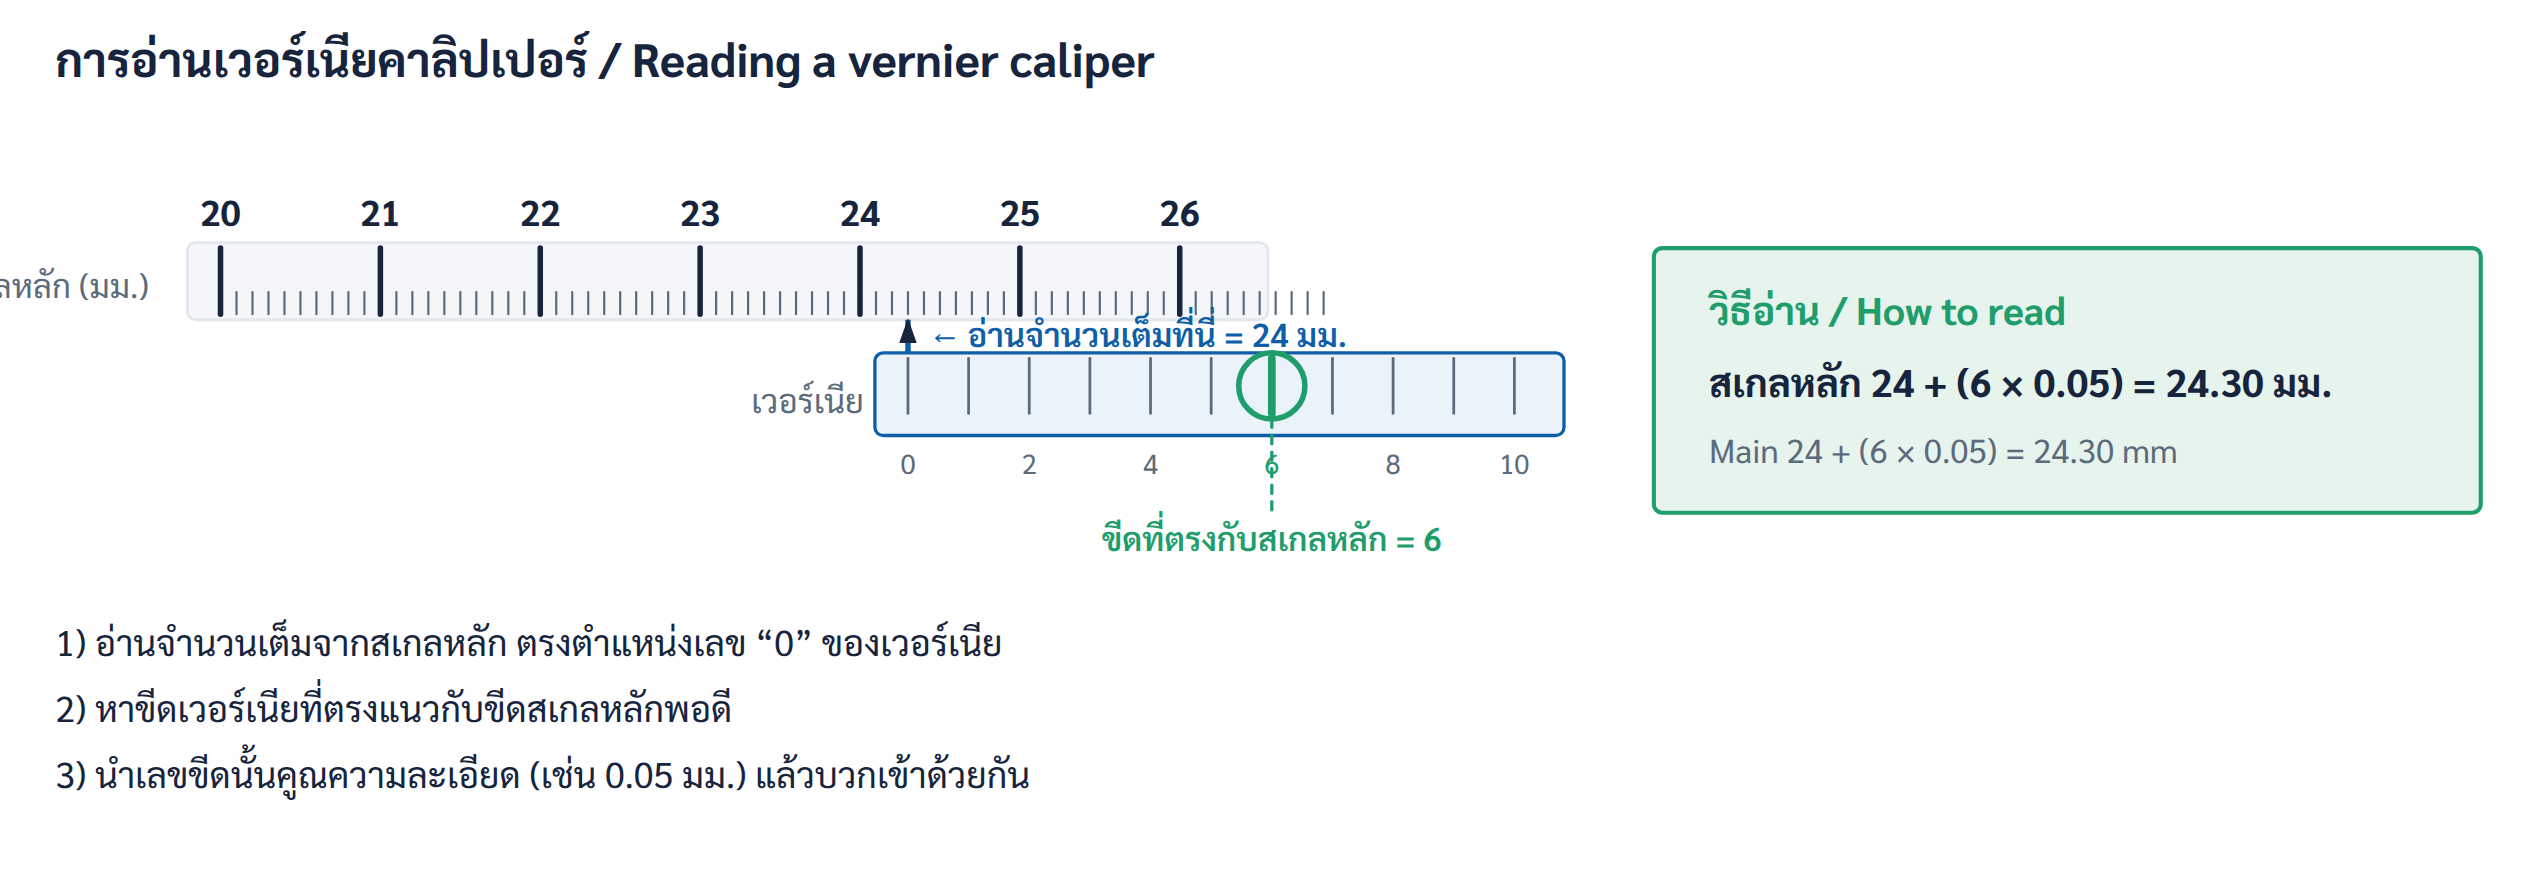 การอ่านเวอร์เนียคาลิปเปอร์ / Reading a vernier caliper
20 21 22 23 24 25 26
ลหลัก (มม.)
← อ่านจำนวนเต็มที่นี่ = 24 มม.
เวอร์เนีย
0 2 4 6 8 10
ขีดที่ตรงกับสเกลหลัก = 6
วิธีอ่าน / How to read
สเกลหลัก 24 + (6 × 0.05) = 24.30 มม.
Main 24 + (6 × 0.05) = 24.30 mm
1) อ่านจำนวนเต็มจากสเกลหลัก ตรงตำแหน่งเลข “0” ของเวอร์เนีย
2) หาขีดเวอร์เนียที่ตรงแนวกับขีดสเกลหลักพอดี
3) นำเลขขีดนั้นคูณความละเอียด (เช่น 0.05 มม.) แล้วบวกเข้าด้วยกัน